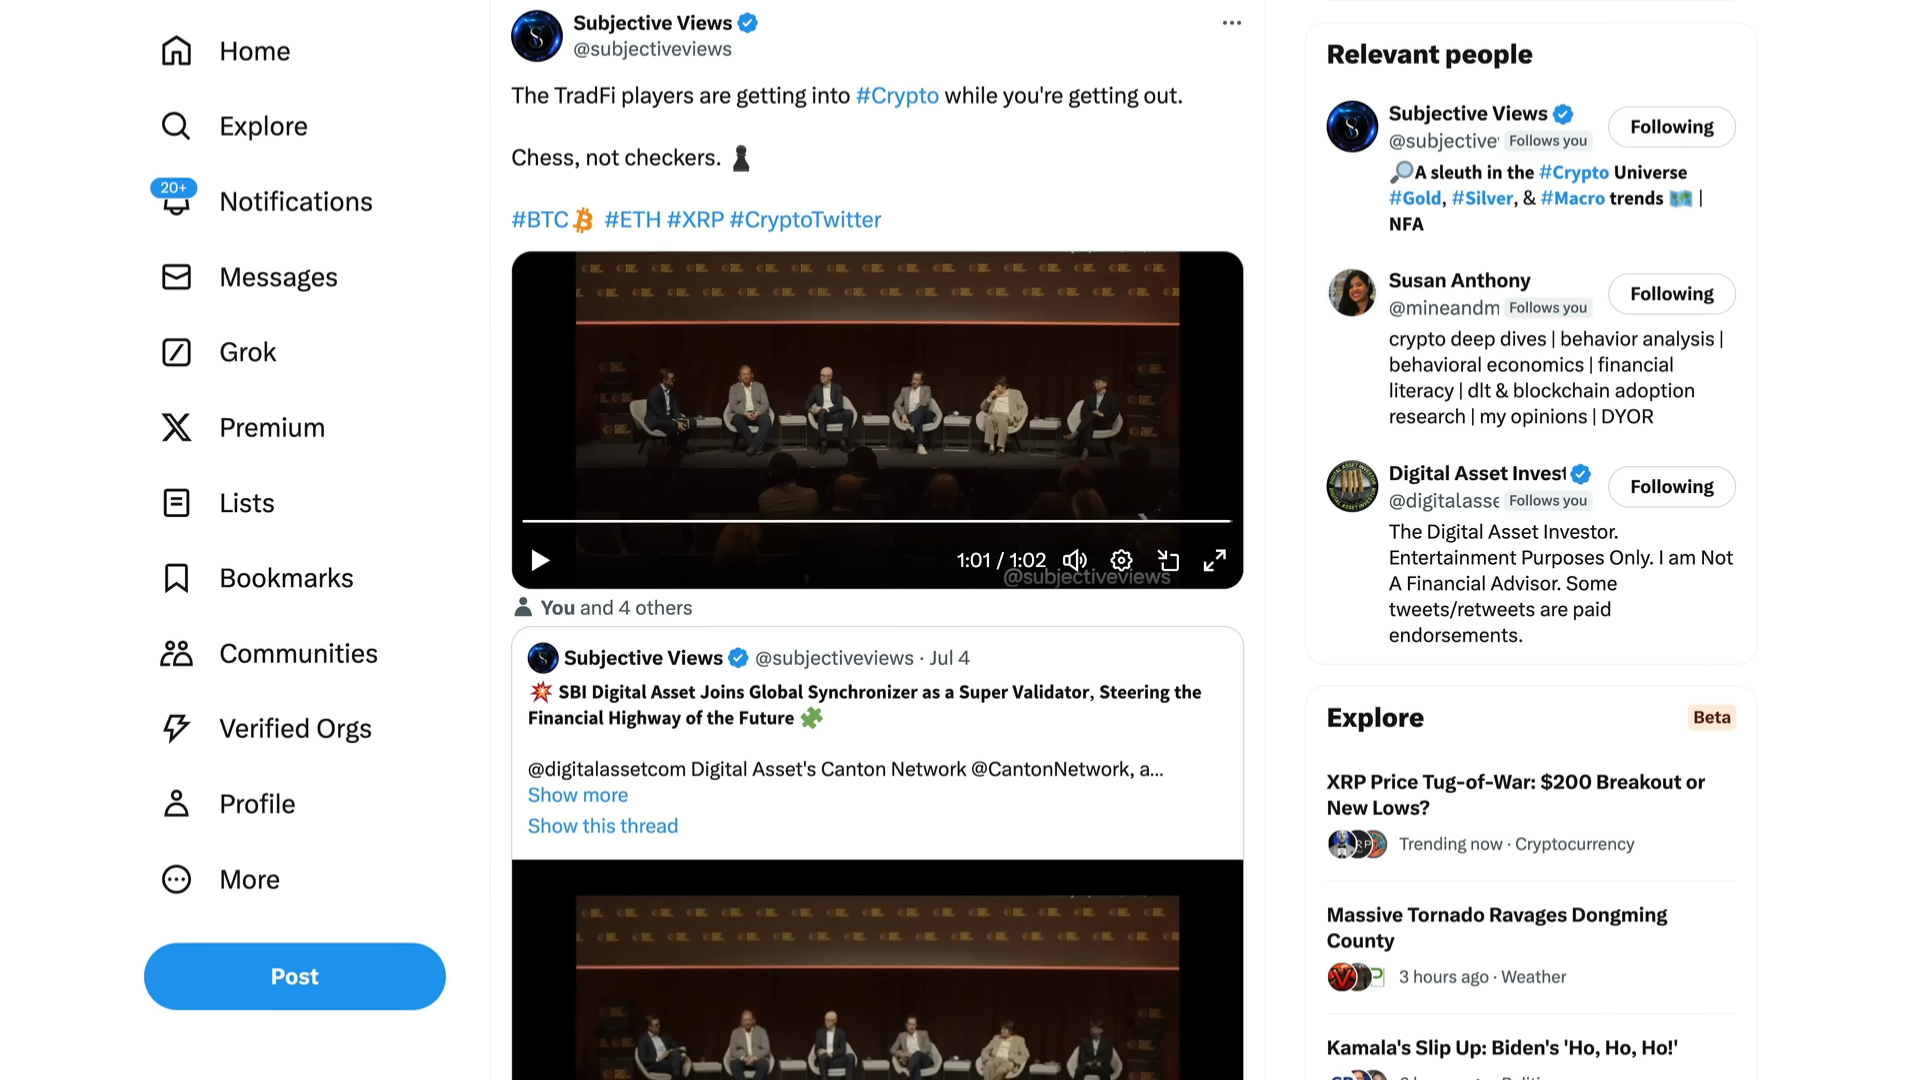 Home
Explore
20+
Notifications
Messages
Grok
Premium
Lists
Bookmarks
Communities
Verified Orgs
Profile
More
Post
Subjective Views
@subjectiveviews
The TradFi players are getting into #Crypto while you're getting out.
Chess, not checkers.
#BTC #ETH #XRP #CryptoTwitter
1:01 / 1:02
@subjectiveviews
You and 4 others
Subjective Views @subjectiveviews · Jul 4
SBI Digital Asset Joins Global Synchronizer as a Super Validator, Steering the
Financial Highway of the Future
@digitalassetcom Digital Asset's Canton Network @CantonNetwork, a...
Show more
Show this thread
Relevant people
Subjective Views
Following
@subjective Follows you
A sleuth in the #Crypto Universe
#Gold, #Silver, & #Macro trends |
NFA
Susan Anthony
Following
@mineandm Follows you
crypto deep dives | behavior analysis |
behavioral economics | financial
literacy | dlt & blockchain adoption
research | my opinions | DYOR
Digital Asset Invest
Following
@digitalasse Follows you
The Digital Asset Investor.
Entertainment Purposes Only. I am Not
A Financial Advisor. Some
tweets/retweets are paid
endorsements.
Explore
Beta
XRP Price Tug-of-War: $200 Breakout or
New Lows?
Trending now · Cryptocurrency
Massive Tornado Ravages Dongming
County
3 hours ago · Weather
Kamala's Slip Up: Biden's 'Ho, Ho, Ho!'